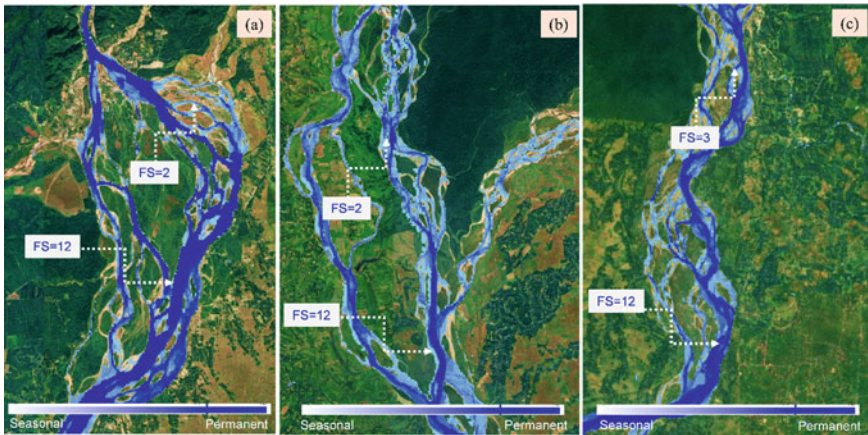 (a)
FS=2
FS=12
Seasonal Permanent
(b)
FS=2
FS=12
Seasonal Permanent
(c)
FS=3
FS=12
Seasonal Permanent